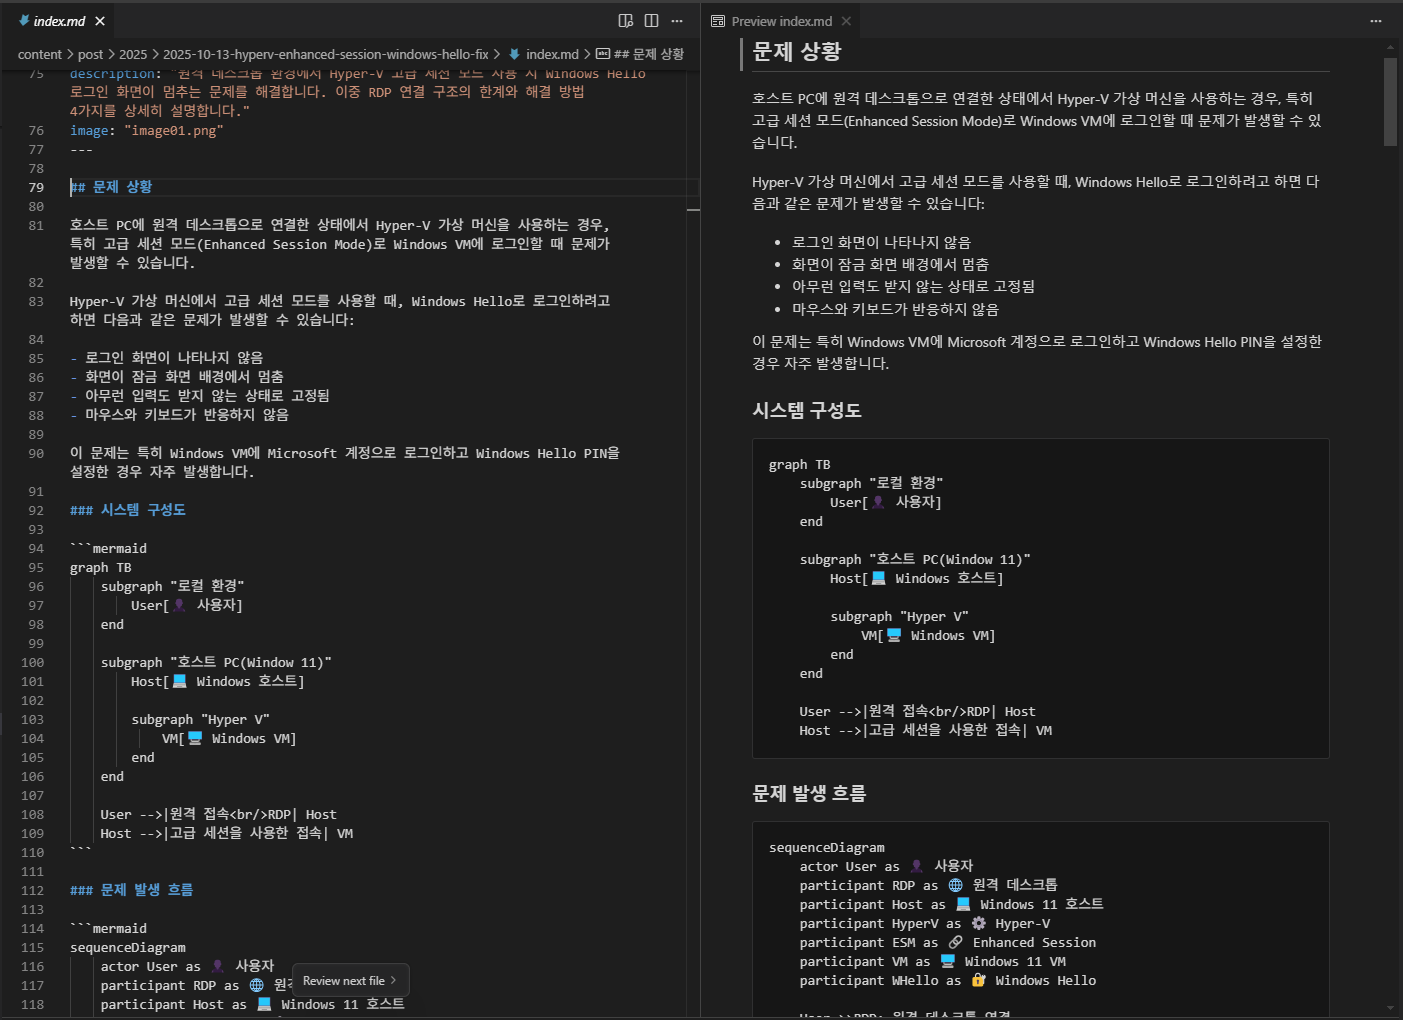 index.md
Preview index.md
content > post > 2025 > 2025-10-13-hyperv-enhanced-session-windows-hello-fix > index.md > ## 문제 상황
75 description: "원격 데스크톱 환경에서 Hyper-V 고급 세션 모드 사용 시 Windows Hello
로그인 화면이 멈추는 문제를 해결합니다. 이중 RDP 연결 구조의 한계와 해결 방법
4가지를 상세히 설명합니다."
76 image: "image01.png"
77 ---
78
79 ## 문제 상황
80
81 호스트 PC에 원격 데스크톱으로 연결한 상태에서 Hyper-V 가상 머신을 사용하는 경우,
특히 고급 세션 모드(Enhanced Session Mode)로 Windows VM에 로그인할 때 문제가
발생할 수 있습니다.
82
83 Hyper-V 가상 머신에서 고급 세션 모드를 사용할 때, Windows Hello로 로그인하려고
하면 다음과 같은 문제가 발생할 수 있습니다:
84
85 - 로그인 화면이 나타나지 않음
86 - 화면이 잠금 화면 배경에서 멈춤
87 - 아무런 입력도 받지 않는 상태로 고정됨
88 - 마우스와 키보드가 반응하지 않음
89
90 이 문제는 특히 Windows VM에 Microsoft 계정으로 로그인하고 Windows Hello PIN을
설정한 경우 자주 발생합니다.
91
92 ### 시스템 구성도
93
94 ```mermaid
95 graph TB
96 subgraph "로컬 환경"
97 User[👤 사용자]
98 end
99
100 subgraph "호스트 PC(Window 11)"
101 Host[💻 Windows 호스트]
102
103 subgraph "Hyper V"
104 VM[🖥️ Windows VM]
105 end
106 end
107
108 User -->|원격 접속<br/>RDP| Host
109 Host -->|고급 세션을 사용한 접속| VM
110 ```
111
112 ### 문제 발생 흐름
113
114 ```mermaid
115 sequenceDiagram
116 actor User as 👤 사용자
117 participant RDP as 🌐 원격
118 participant Host as 💻 Windows 11 호스트
Review next file >
문제 상황
호스트 PC에 원격 데스크톱으로 연결한 상태에서 Hyper-V 가상 머신을 사용하는 경우, 특히
고급 세션 모드(Enhanced Session Mode)로 Windows VM에 로그인할 때 문제가 발생할 수 있
습니다.
Hyper-V 가상 머신에서 고급 세션 모드를 사용할 때, Windows Hello로 로그인하려고 하면 다
음과 같은 문제가 발생할 수 있습니다:
• 로그인 화면이 나타나지 않음
• 화면이 잠금 화면 배경에서 멈춤
• 아무런 입력도 받지 않는 상태로 고정됨
• 마우스와 키보드가 반응하지 않음
이 문제는 특히 Windows VM에 Microsoft 계정으로 로그인하고 Windows Hello PIN을 설정한
경우 자주 발생합니다.
시스템 구성도
graph TB
subgraph "로컬 환경"
User[👤 사용자]
end
subgraph "호스트 PC(Window 11)"
Host[💻 Windows 호스트]
subgraph "Hyper V"
VM[🖥️ Windows VM]
end
end
User -->|원격 접속<br/>RDP| Host
Host -->|고급 세션을 사용한 접속| VM
문제 발생 흐름
sequenceDiagram
actor User as 👤 사용자
participant RDP as 🌐 원격 데스크톱
participant Host as 💻 Windows 11 호스트
participant HyperV as ⚙️ Hyper-V
participant ESM as 🔗 Enhanced Session
participant VM as 🖥️ Windows 11 VM
participant WHello as 🔐 Windows Hello
User->>RDP: 원격 데스크톱 연결